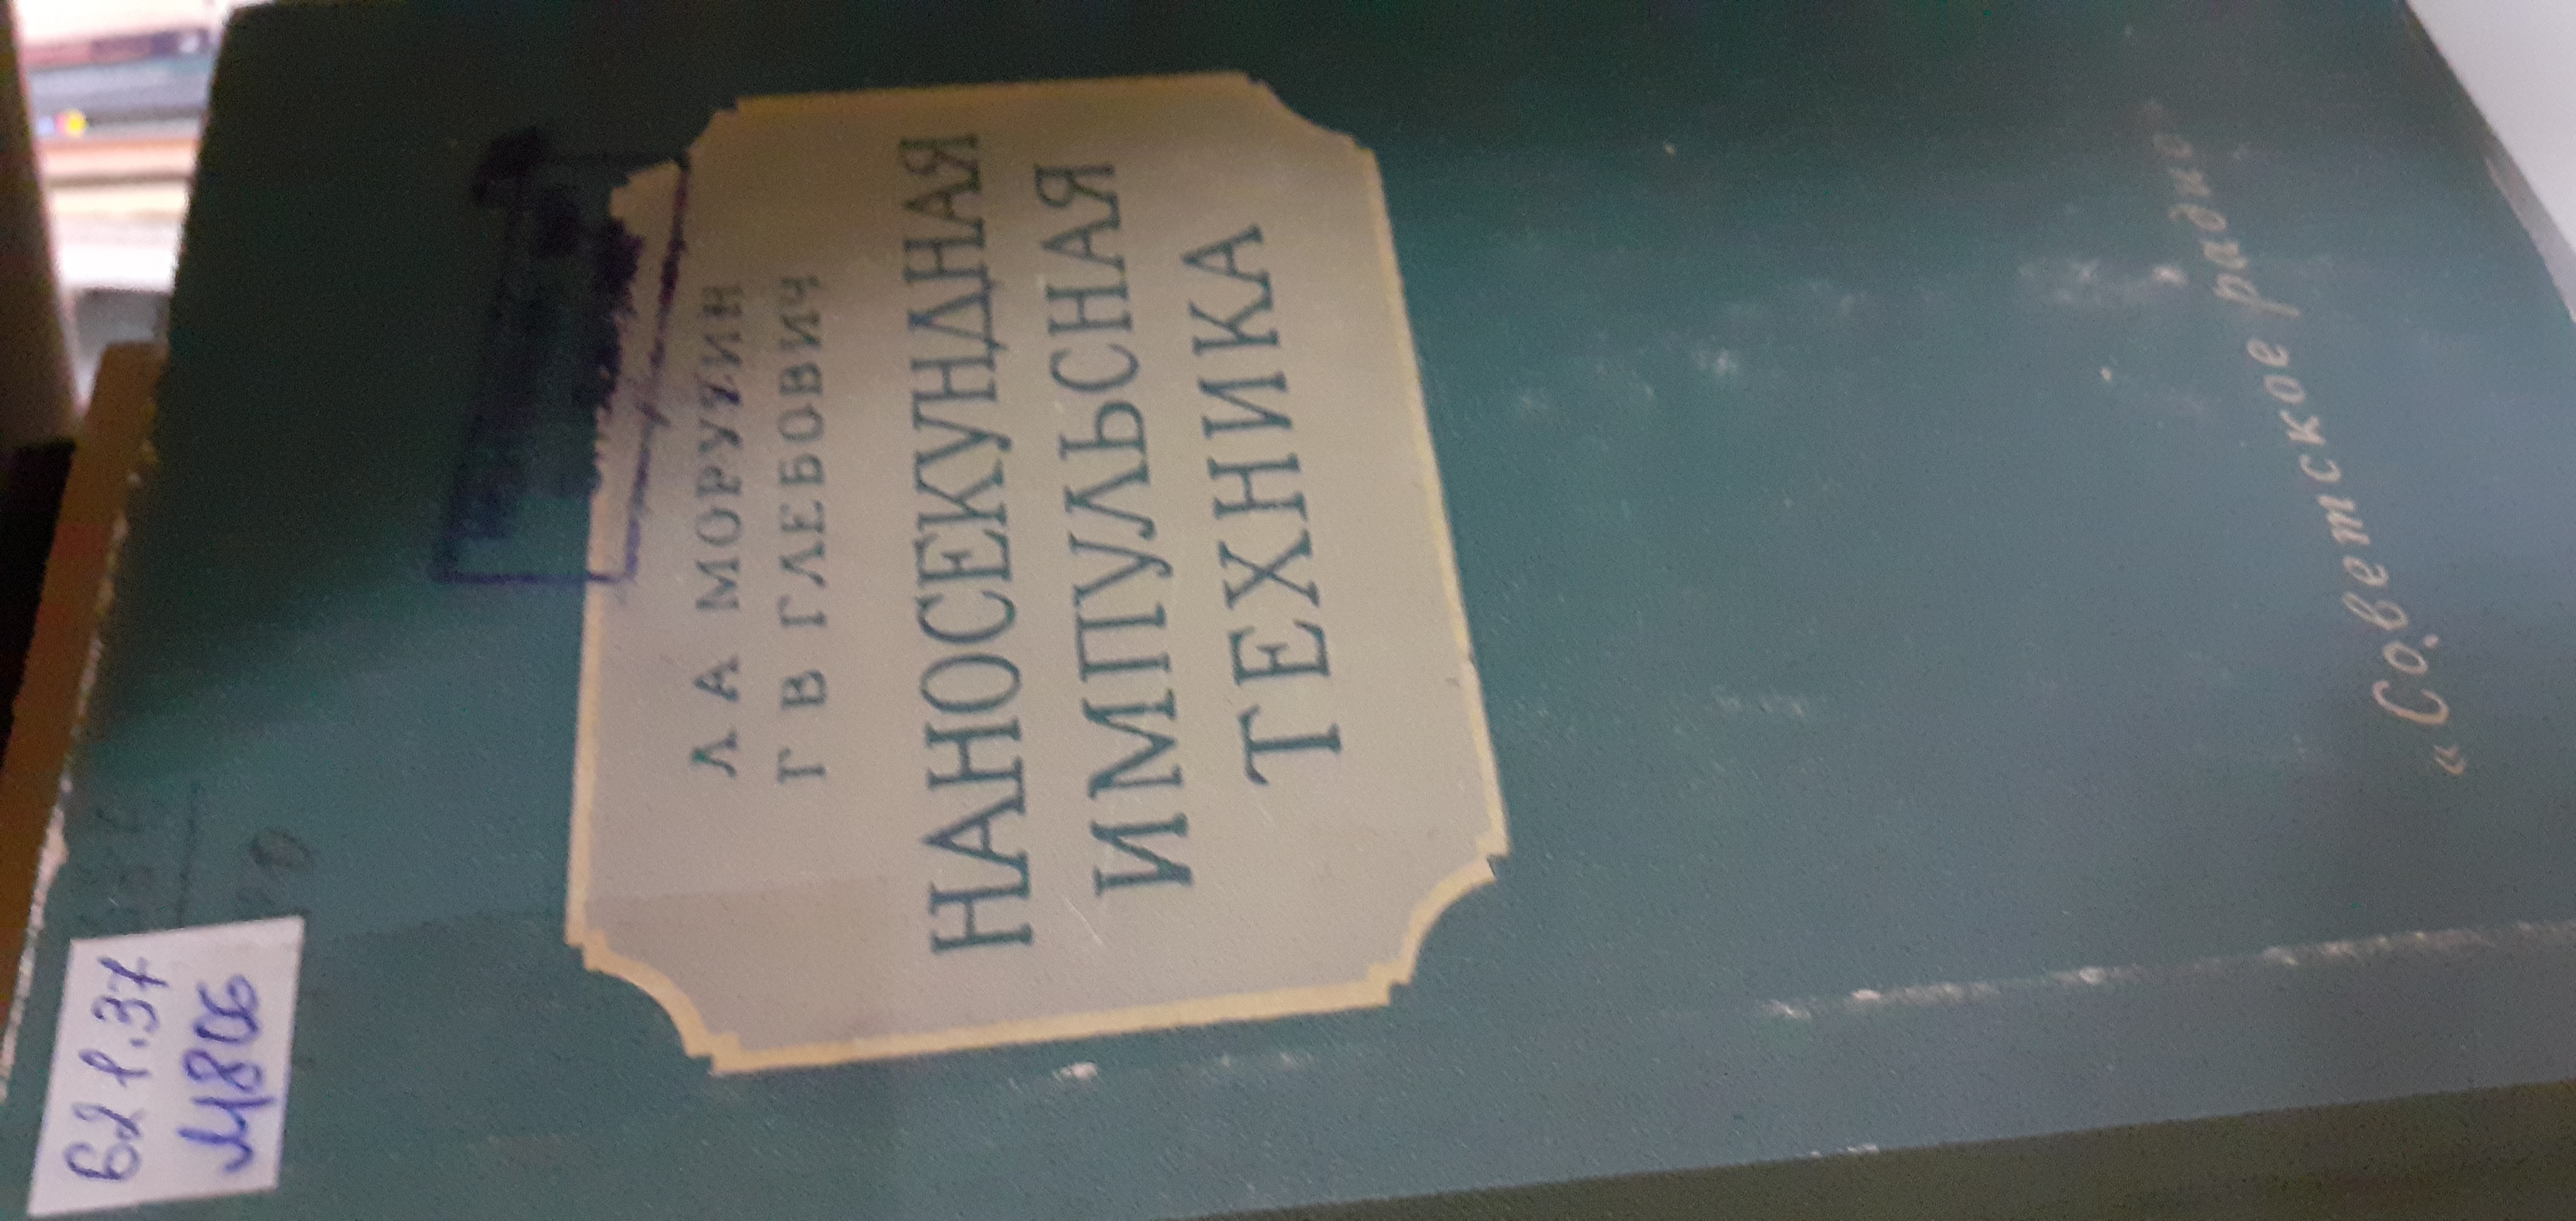 621.37
М806
Л А МОРУГИН
Г В ГЛЕБОВИЧ
НАНОСЕКУНДНАЯ
ИМПУЛЬСНАЯ
ТЕХНИКА
«Советское радио»